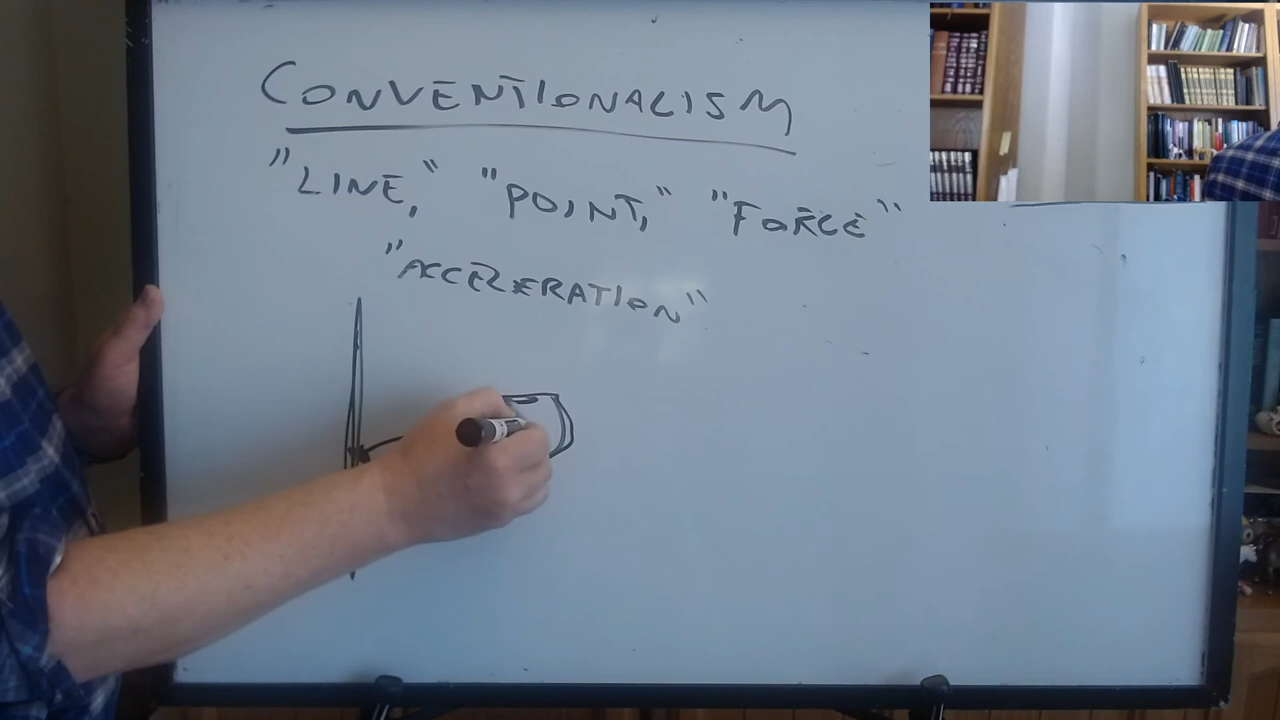 CONVENTIONALISM
"LINE," "POINT," "FORCE"
"ACCELERATION"